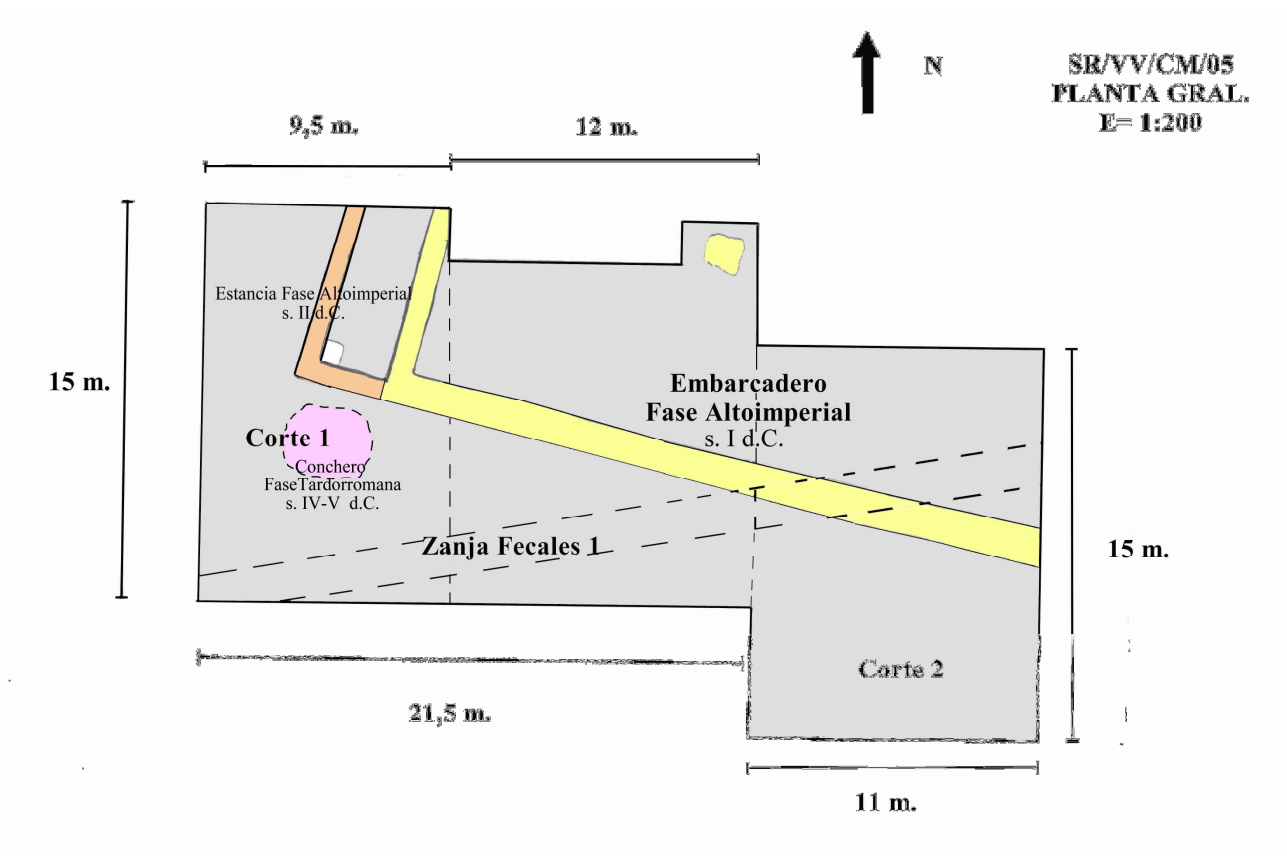 N
SR/VV/CM/05
PLANTA GRAL.
E= 1:200
9,5 m.
12 m.
15 m.
Estancia Fase Altoimperial
s. II d.C.
Embarcadero
Fase Altoimperial
s. I d.C.
Corte 1
Conchero
FaseTardorromana
s. IV-V d.C.
Zanja Fecales 1
15 m.
Corte 2
21,5 m.
11 m.